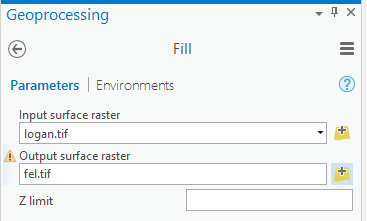 Geoprocessing
Fill
Parameters | Environments
Input surface raster
logan.tif
Output surface raster
fel.tif
Z limit